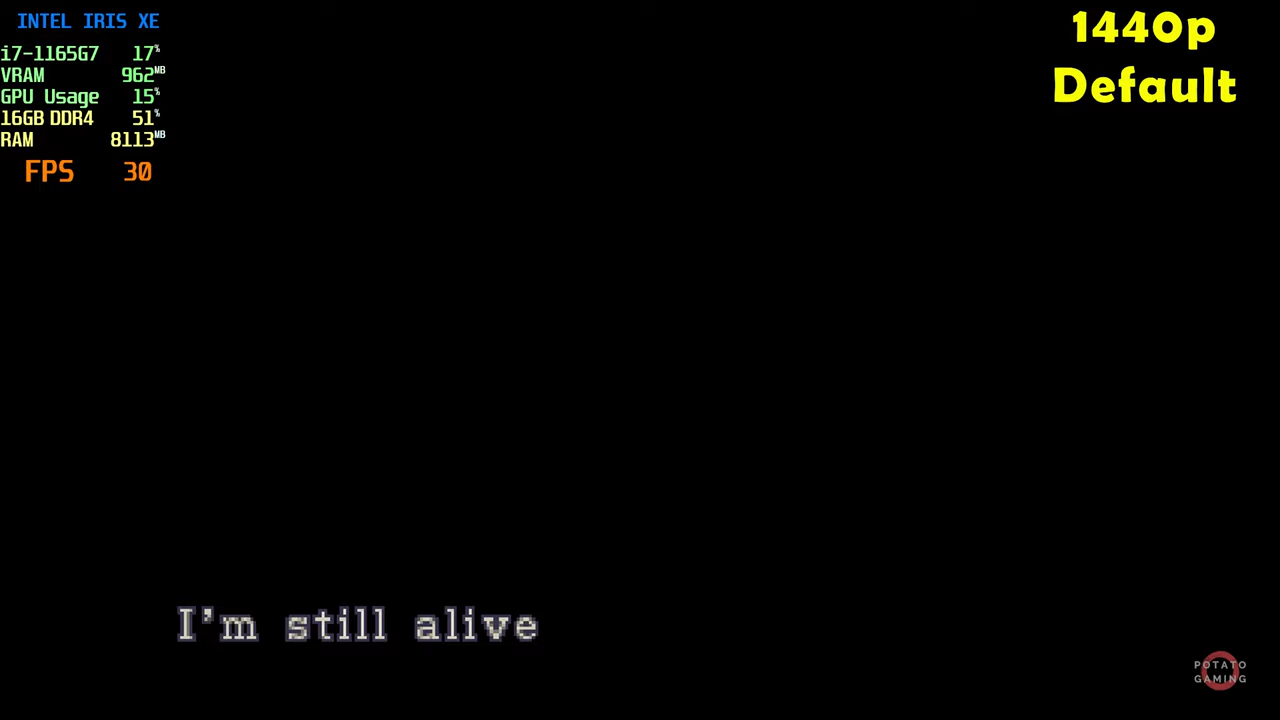 INTEL IRIS XE
i7-1165G7 17%
VRAM 962MB
GPU Usage 15%
16GB DDR4 51%
RAM 8113MB
FPS 30
1440p
Default
I'm still alive
POTATO
GAMING